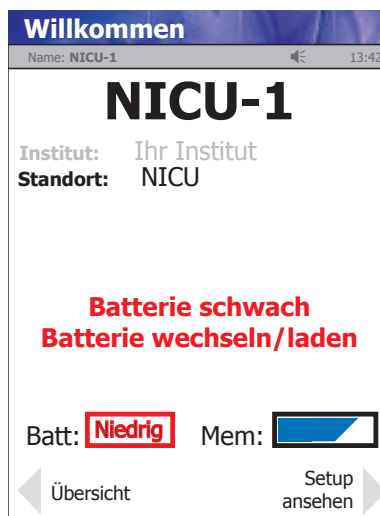 Willkommen
Name: NICU-1 13:42
NICU-1
Institut: Ihr Institut
Standort: NICU
Batterie schwach
Batterie wechseln/laden
Batt: Niedrig Mem:
Übersicht
Setup
ansehen